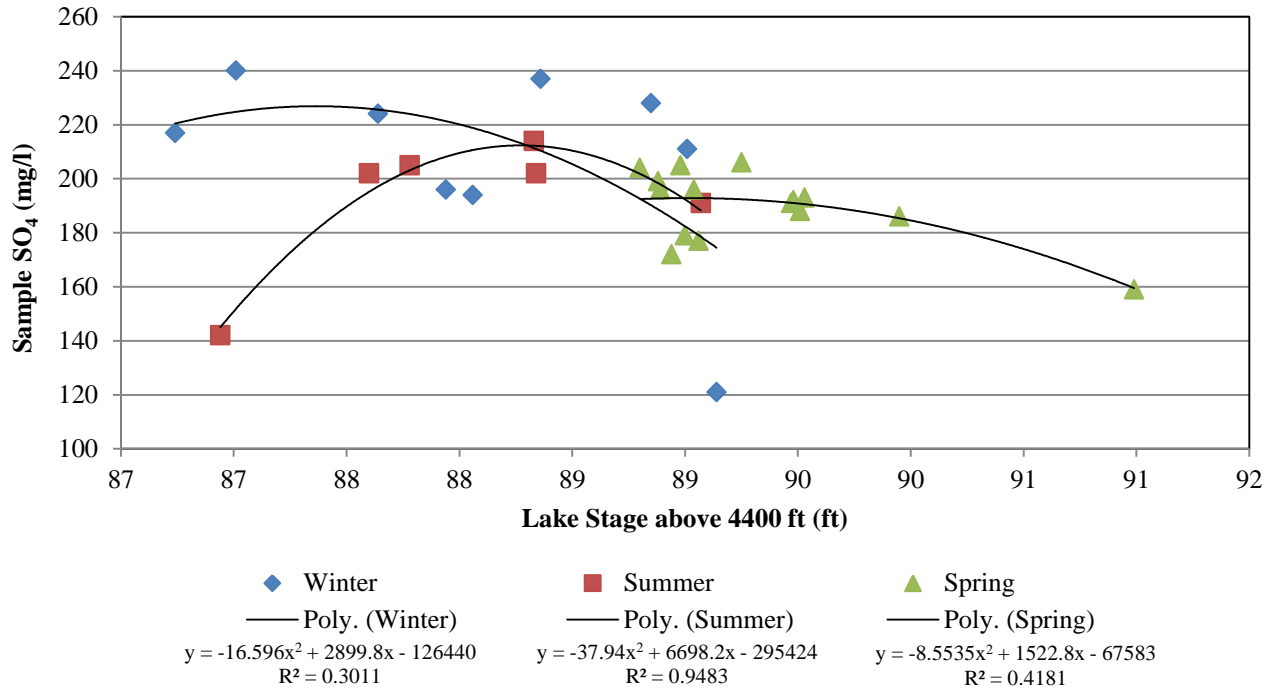 260
240
220
200
180
160
140
120
100
Sample SO4 (mg/l)
87 87 88 88 89 89 90 90 91 91 92
Lake Stage above 4400 ft (ft)
Winter Summer Spring
Poly. (Winter) Poly. (Summer) Poly. (Spring)
y = -16.596x² + 2899.8x - 126440 y = -37.94x² + 6698.2x - 295424 y = -8.5535x² + 1522.8x - 67583
R² = 0.3011 R² = 0.9483 R² = 0.4181